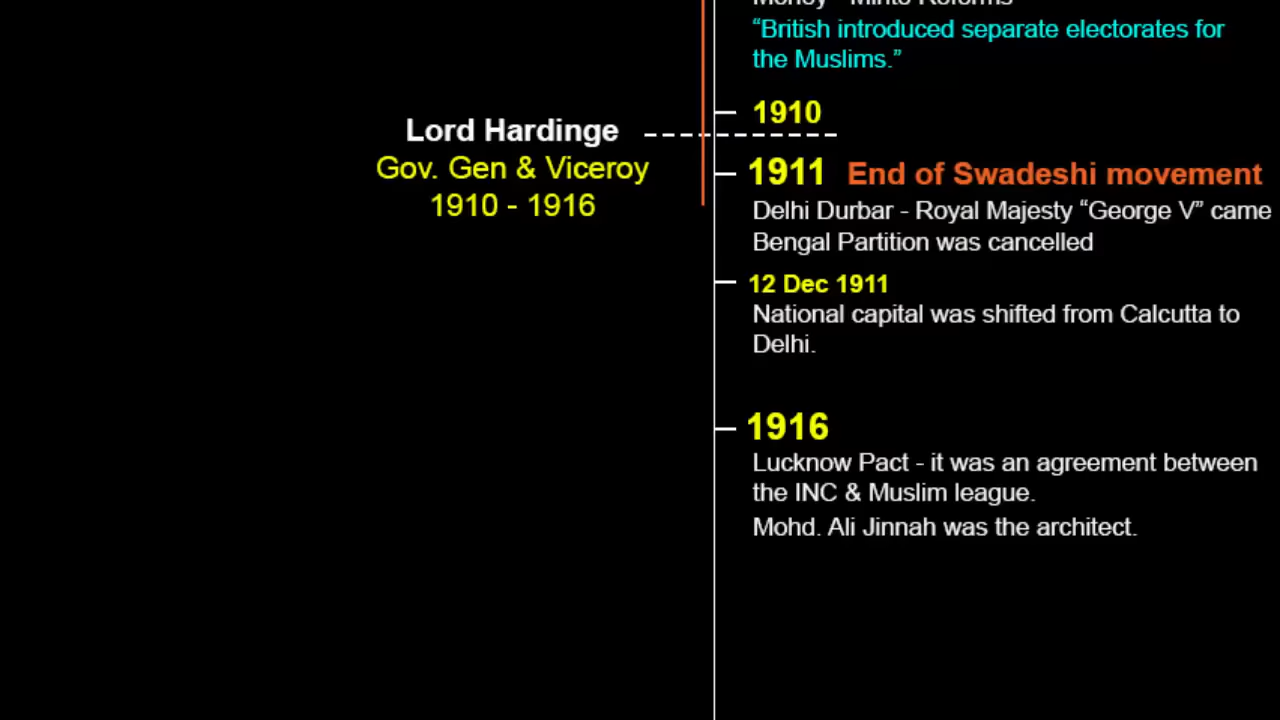 Money - Minto Reforms
“British introduced separate electorates for
the Muslims.”
1910
Lord Hardinge
Gov. Gen & Viceroy
1910 - 1916
1911 End of Swadeshi movement
Delhi Durbar - Royal Majesty “George V” came
Bengal Partition was cancelled
12 Dec 1911
National capital was shifted from Calcutta to
Delhi.
1916
Lucknow Pact - it was an agreement between
the INC & Muslim league.
Mohd. Ali Jinnah was the architect.